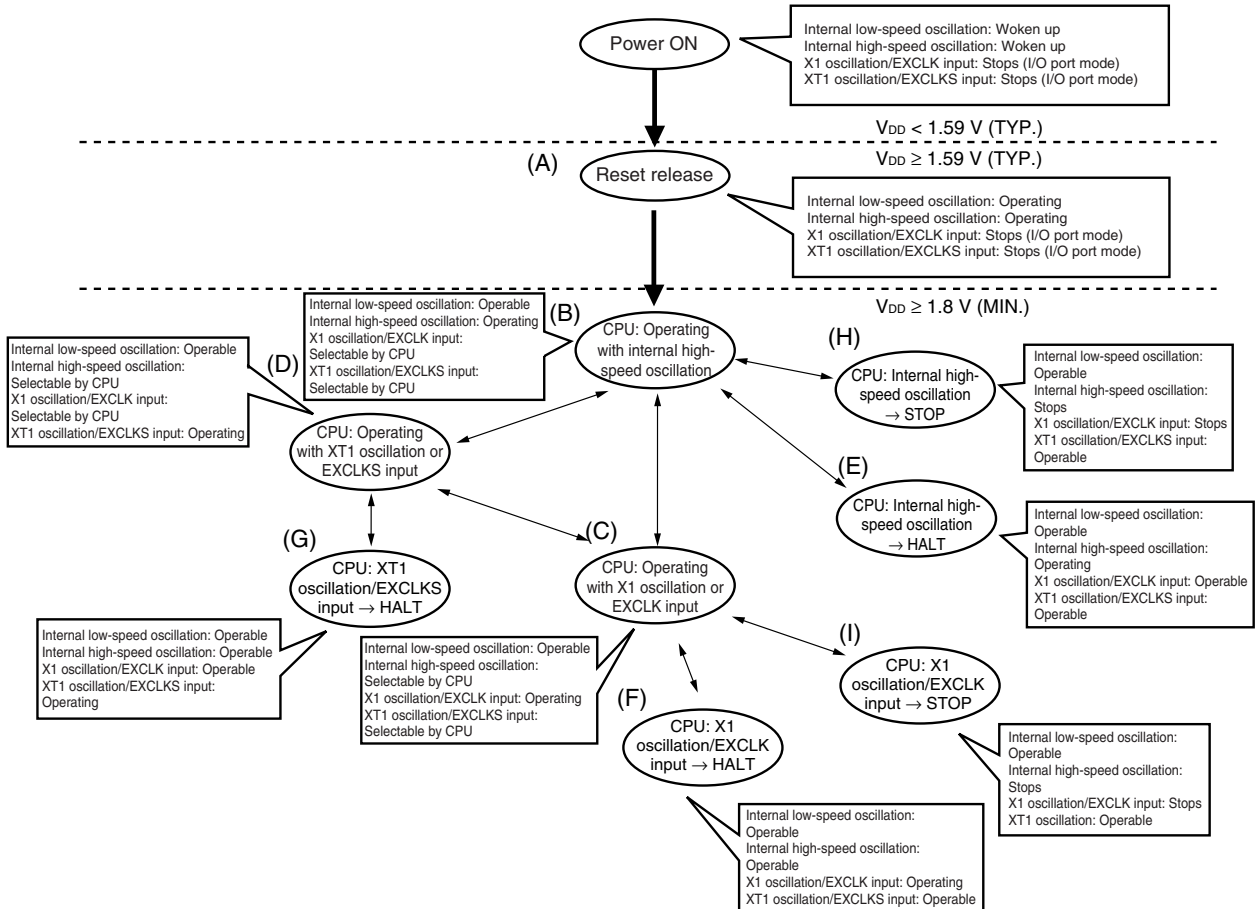 Power ON
Internal low-speed oscillation: Woken up
Internal high-speed oscillation: Woken up
X1 oscillation/EXCLK input: Stops (I/O port mode)
XT1 oscillation/EXCLKS input: Stops (I/O port mode)
VDD < 1.59 V (TYP.)
(A)
VDD ≥ 1.59 V (TYP.)
Reset release
Internal low-speed oscillation: Operating
Internal high-speed oscillation: Operating
X1 oscillation/EXCLK input: Stops (I/O port mode)
XT1 oscillation/EXCLKS input: Stops (I/O port mode)
VDD ≥ 1.8 V (MIN.)
Internal low-speed oscillation: Operable
Internal high-speed oscillation: Operating
X1 oscillation/EXCLK input:
Selectable by CPU
XT1 oscillation/EXCLKS input:
Selectable by CPU
(B)
CPU: Operating
with internal high-
speed oscillation
Internal low-speed oscillation: Operable
Internal high-speed oscillation:
Selectable by CPU
X1 oscillation/EXCLK input:
Selectable by CPU
XT1 oscillation/EXCLKS input: Operating
(D)
CPU: Operating
with XT1 oscillation or
EXCLKS input
(H)
CPU: Internal high-
speed oscillation
→ STOP
Internal low-speed oscillation:
Operable
Internal high-speed oscillation:
Stops
X1 oscillation/EXCLK input: Stops
XT1 oscillation/EXCLKS input:
Operable
(E)
CPU: Internal high-
speed oscillation
→ HALT
Internal low-speed oscillation:
Operable
Internal high-speed oscillation:
Operating
X1 oscillation/EXCLK input: Operable
XT1 oscillation/EXCLKS input:
Operable
(G)
CPU: XT1
oscillation/EXCLKS
input → HALT
Internal low-speed oscillation: Operable
Internal high-speed oscillation: Operable
X1 oscillation/EXCLK input: Operable
XT1 oscillation/EXCLKS input:
Operating
(C)
CPU: Operating
with X1 oscillation or
EXCLK input
Internal low-speed oscillation: Operable
Internal high-speed oscillation:
Selectable by CPU
X1 oscillation/EXCLK input: Operating
XT1 oscillation/EXCLKS input:
Selectable by CPU
(I)
CPU: X1
oscillation/EXCLK
input → STOP
Internal low-speed oscillation:
Operable
Internal high-speed oscillation:
Stops
X1 oscillation/EXCLK input: Stops
XT1 oscillation: Operable
(F)
CPU: X1
oscillation/EXCLK
input → HALT
Internal low-speed oscillation:
Operable
Internal high-speed oscillation:
Operable
X1 oscillation/EXCLK input: Operating
XT1 oscillation/EXCLKS input: Operable